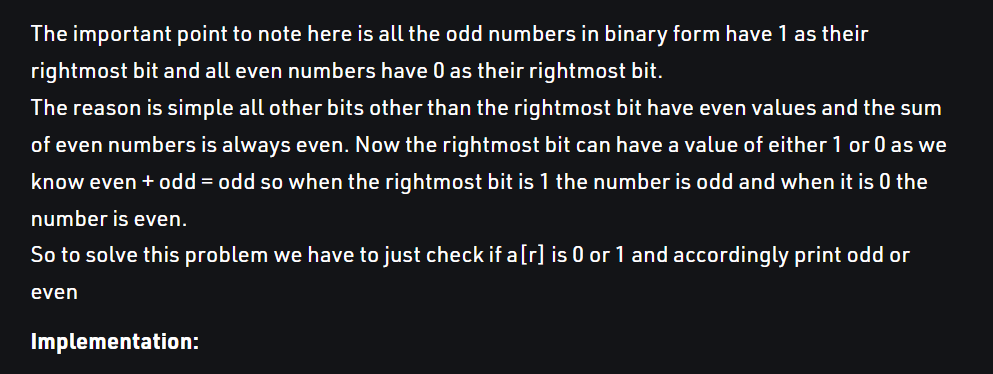 The important point to note here is all the odd numbers in binary form have 1 as their
rightmost bit and all even numbers have 0 as their rightmost bit.
The reason is simple all other bits other than the rightmost bit have even values and the sum
of even numbers is always even. Now the rightmost bit can have a value of either 1 or 0 as we
know even + odd = odd so when the rightmost bit is 1 the number is odd and when it is 0 the
number is even.
So to solve this problem we have to just check if a[r] is 0 or 1 and accordingly print odd or
even
Implementation: